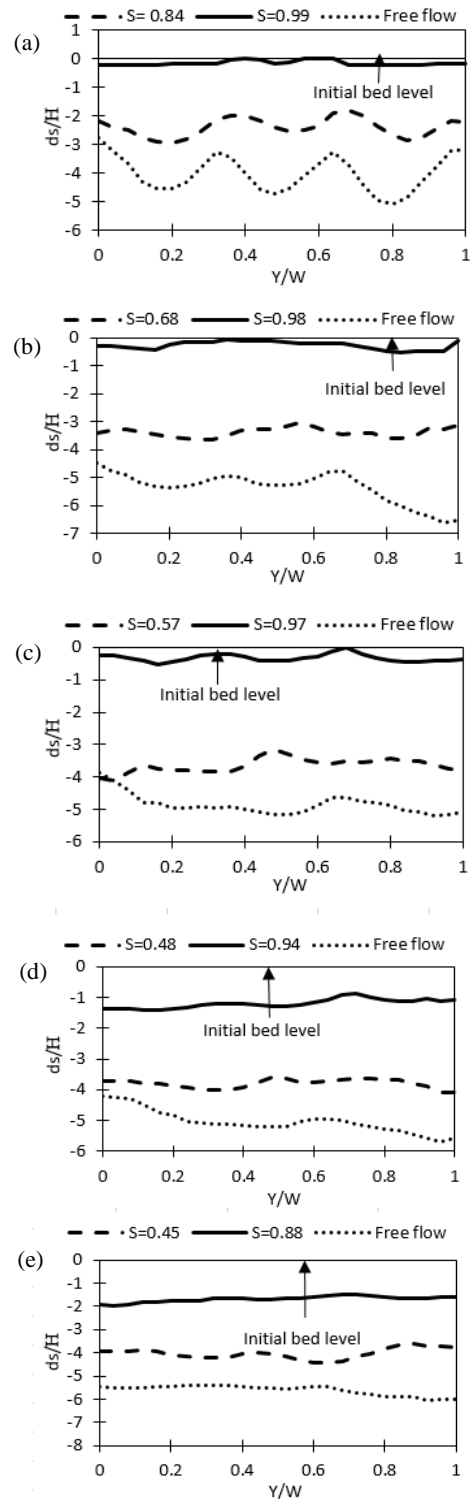 (a)
S= 0.84 S=0.99 Free flow
1
0
-1
-2
-3
-4
-5
-6
Initial bed level
ds/H
0 0.2 0.4 0.6 0.8 1
Y/W
(b)
S=0.68 S=0.98 Free flow
0
-1
-2
-3
-4
-5
-6
-7
Initial bed level
ds/H
0 0.2 0.4 0.6 0.8 1
Y/W
(c)
S=0.57 S=0.97 Free flow
0
-1
-2
-3
-4
-5
-6
Initial bed level
ds/H
0 0.2 0.4 0.6 0.8 1
Y/W
(d)
S=0.48 S=0.94 Free flow
0
-1
-2
-3
-4
-5
-6
Initial bed level
ds/H
0 0.2 0.4 0.6 0.8 1
Y/W
(e)
S=0.45 S=0.88 Free flow
0
-1
-2
-3
-4
-5
-6
-7
-8
Initial bed level
ds/H
0 0.2 0.4 0.6 0.8 1
Y/W